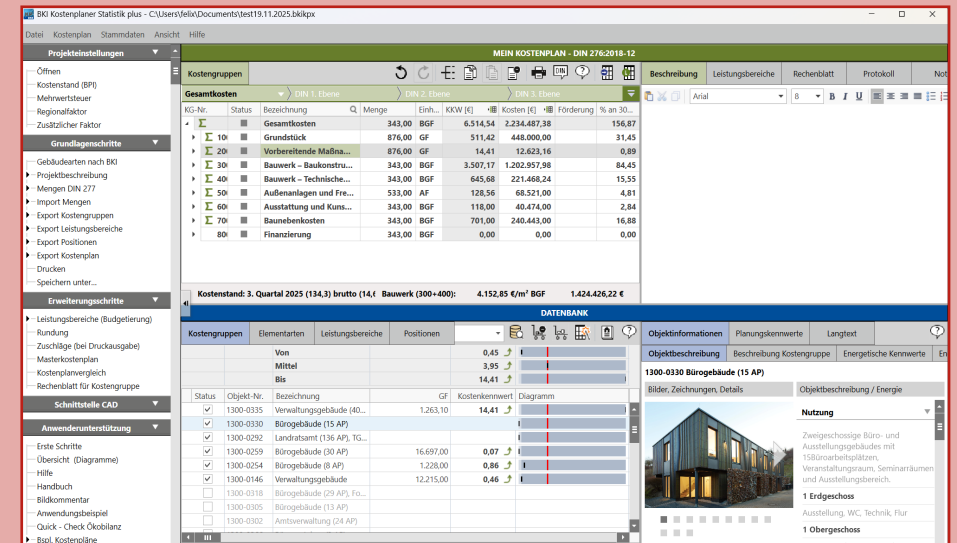 BKI Kostenplaner Statistik plus - C:\Users\felix\Documents\test19.11.2025.bkikpx
Datei Kostenplan Stammdaten Ansicht Hilfe
Projekteinstellungen
Öffnen
Kostenstand (BPI)
Mehrwertsteuer
Regionalfaktor
Zusätzlicher Faktor
Grundlagenschritte
Gebäudearten nach BKI
Projektbeschreibung
Mengen DIN 277
Import Mengen
Export Kostengruppen
Export Leistungsbereiche
Export Positionen
Export Kostenplan
Drucken
Speichern unter...
Erweiterungsschritte
Leistungsbereiche (Budgetierung)
Rundung
Zuschläge (bei Druckausgabe)
Masterkostenplan
Kostenplanvergleich
Rechenblatt für Kostengruppe
Schnittstelle CAD
Anwenderunterstützung
Erste Schritte
Übersicht (Diagramme)
Hilfe
Handbuch
Bildkommentar
Anwendungsbeispiel
Quick - Check Ökobilanz
Bspl. Kostenpläne
MEIN KOSTENPLAN - DIN 276:2018-12
Kostengruppen
DIN
Gesamtkosten DIN 1. Ebene DIN 2. Ebene DIN 3. Ebene
KG-Nr. Status Bezeichnung Menge Einh... KKW [€] Kosten [€] Förderung % an 30...
Σ Gesamtkosten 343,00 BGF 6.514,54 2.234.487,38 156,87
Σ 10 Grundstück 876,00 GF 511,42 448.000,00 31,45
Σ 20 Vorbereitende Maßna... 876,00 GF 14,41 12.623,16 0,89
Σ 30 Bauwerk – Baukonstru... 343,00 BGF 3.507,17 1.202.957,98 84,45
Σ 40 Bauwerk – Technische... 343,00 BGF 645,68 221.468,24 15,55
Σ 50 Außenanlagen und Fre... 533,00 AF 128,56 68.521,00 4,81
Σ 60 Ausstattung und Kuns... 343,00 BGF 118,00 40.474,00 2,84
Σ 70 Baunebenkosten 343,00 BGF 701,00 240.443,00 16,88
80 Finanzierung 343,00 BGF 0,00 0,00 0,00
Kostenstand: 3. Quartal 2025 (134,3) brutto (14, Bauwerk (300+400): 4.152,85 €/m² BGF 1.424.426,22 €
Beschreibung Leistungsbereiche Rechenblatt Protokoll Not
Arial 8 B I U
DATENBANK
Kostengruppen Elementarten Leistungsbereiche Positionen
Von 0,45
Mittel 3,95
Bis 14,41
Status Objekt-Nr. Bezeichnung GF Kostenkennwert Diagramm
1300-0335 Verwaltungsgebäude (40... 1.263,10 14,41
1300-0330 Bürogebäude (15 AP)
1300-0292 Landratsamt (136 AP), TG...
1300-0259 Bürogebäude (30 AP) 16.697,00 0,07
1300-0254 Bürogebäude (8 AP) 1.228,00 0,86
1300-0146 Verwaltungsgebäude 12.215,00 0,46
1300-0318 Bürogebäude (29 AP), Fo...
1300-0305 Bürogebäude (13 AP)
1300-0302 Amtsverwaltung (24 AP)
Objektinformationen Planungskennwerte Langtext
Objektbeschreibung Beschreibung Kostengruppe Energetische Kennwerte En
1300-0330 Bürogebäude (15 AP)
Bilder, Zeichnungen, Details
Objektbeschreibung / Energie
Nutzung
Zweigeschossige Büro- und
Ausstellungsgebäudes mit
15Büroarbeitsplätzen,
Veranstaltungsraum, Seminarräumen
und Ausstellungsbereich.
1 Erdgeschoss
Ausstellung, WC, Technik, Flur
1 Obergeschoss